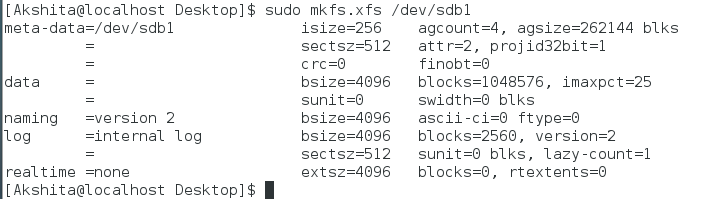 [Akshita@localhost Desktop]$ sudo mkfs.xfs /dev/sdb1
meta-data=/dev/sdb1              isize=256    agcount=4, agsize=262144 blks
         =                       sectsz=512   attr=2, projid32bit=1
         =                       crc=0        finobt=0
data     =                       bsize=4096   blocks=1048576, imaxpct=25
         =                       sunit=0      swidth=0 blks
naming   =version 2              bsize=4096   ascii-ci=0 ftype=0
log      =internal log           bsize=4096   blocks=2560, version=2
         =                       sectsz=512   sunit=0 blks, lazy-count=1
realtime =none                   extsz=4096   blocks=0, rtextents=0
[Akshita@localhost Desktop]$